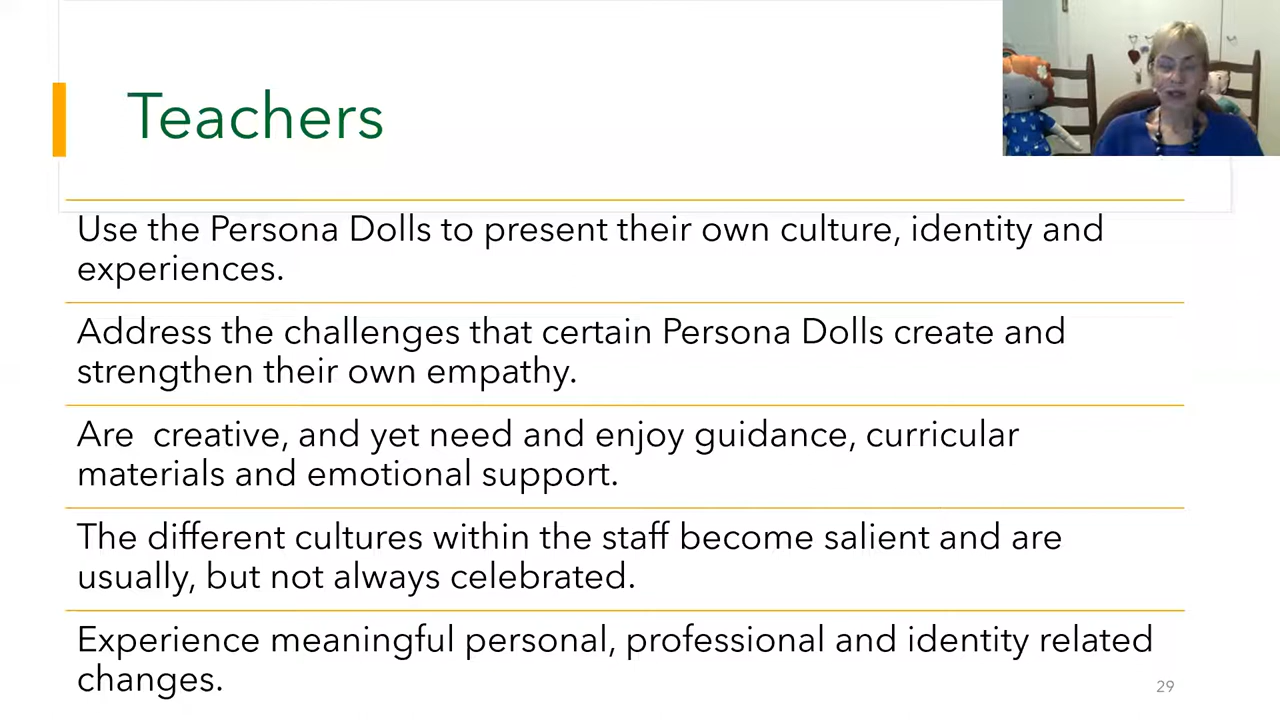 Teachers
Use the Persona Dolls to present their own culture, identity and
experiences.
Address the challenges that certain Persona Dolls create and
strengthen their own empathy.
Are  creative, and yet need and enjoy guidance, curricular
materials and emotional support.
The different cultures within the staff become salient and are
usually, but not always celebrated.
Experience meaningful personal, professional and identity related
changes.
29